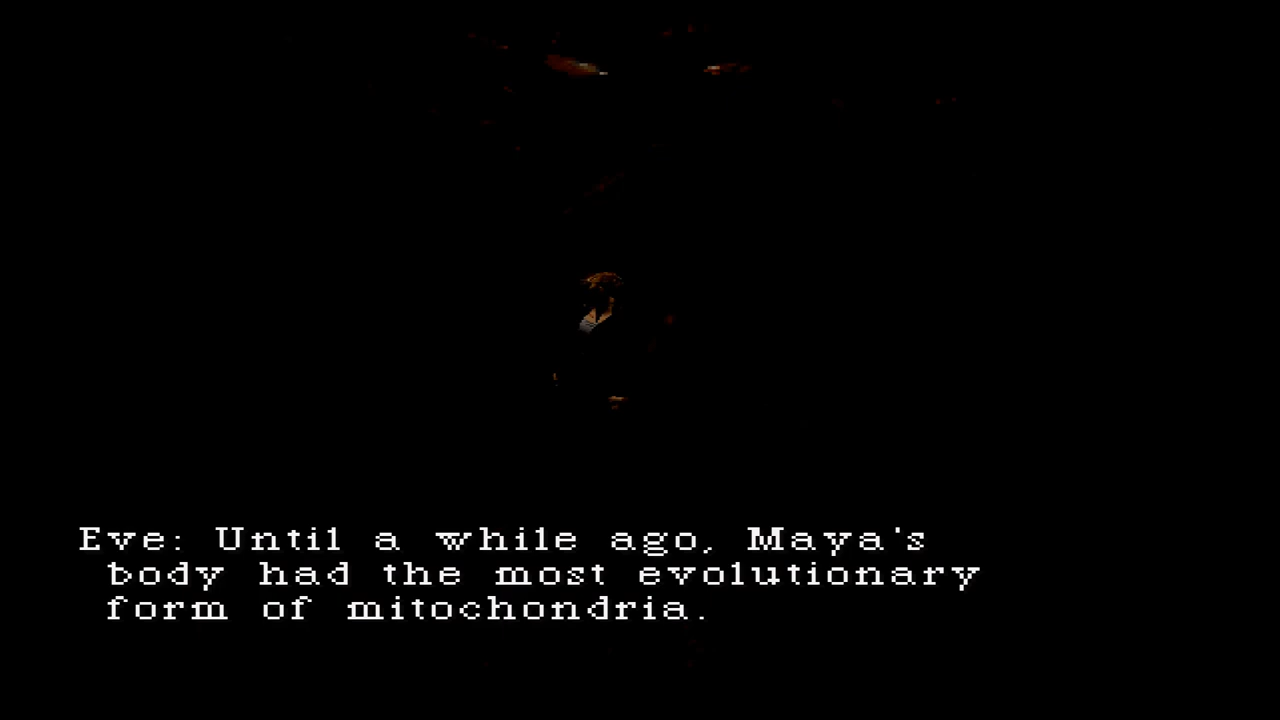 Eve: Until a while ago, Maya's
body had the most evolutionary
form of mitochondria.